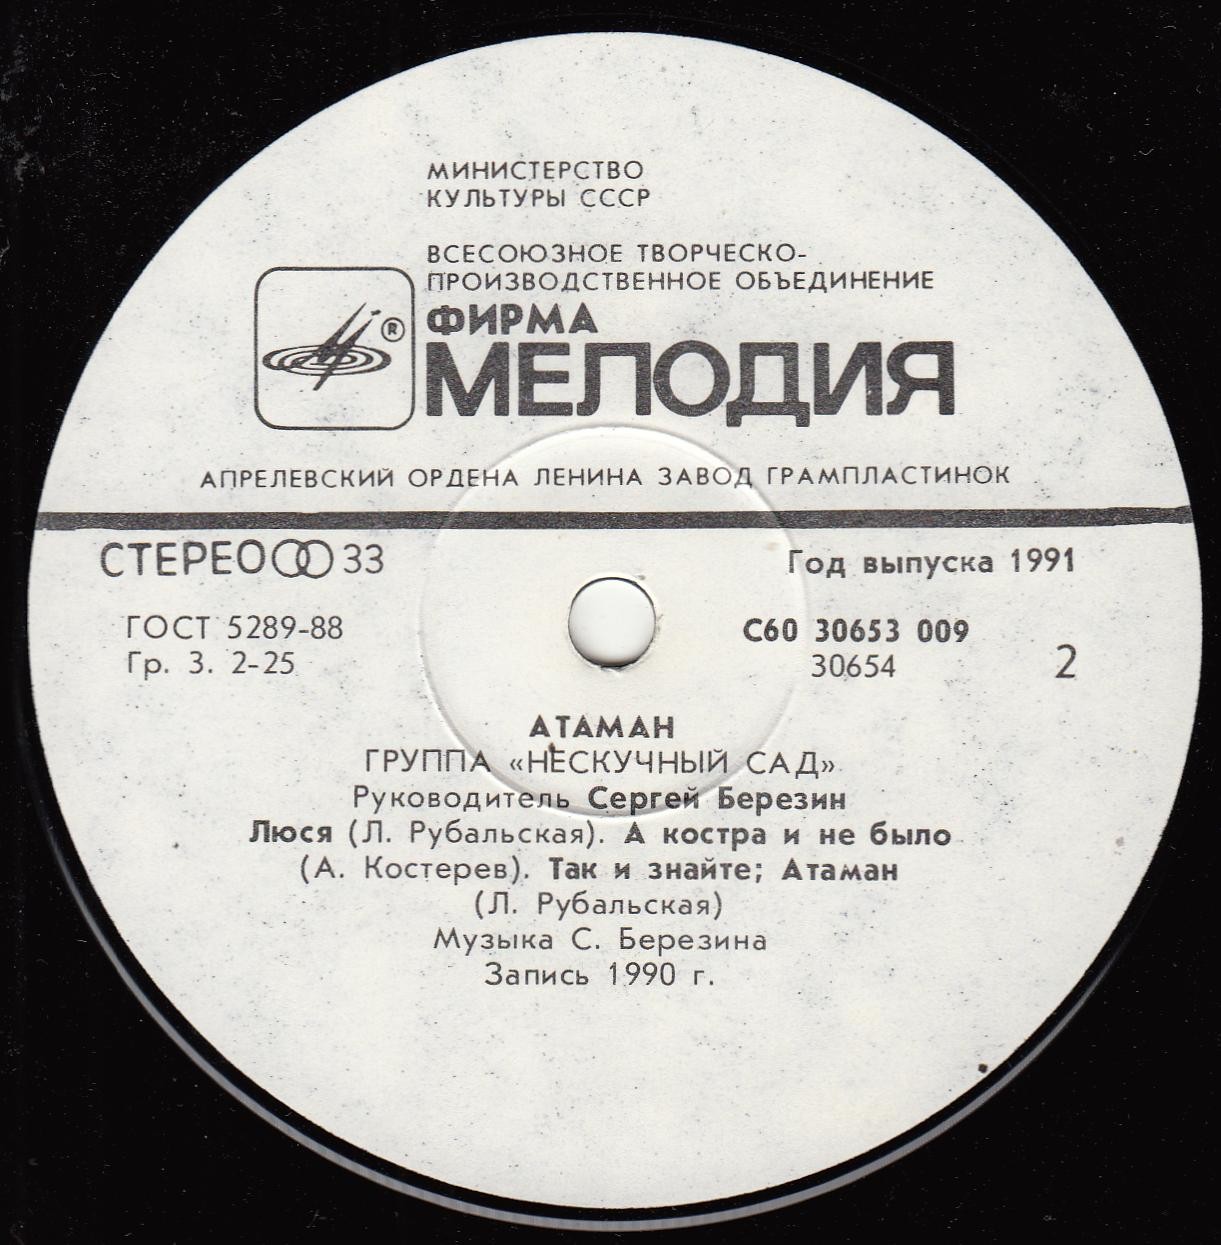 МИНИСТЕРСТВО
КУЛЬТУРЫ СССР
ВСЕСОЮЗНОЕ ТВОРЧЕСКО-
ПРОИЗВОДСТВЕННОЕ ОБЪЕДИНЕНИЕ
ФИРМА
®
МЕЛОДИЯ
АПРЕЛЕВСКИЙ ОРДЕНА ЛЕНИНА ЗАВОД ГРАМПЛАСТИНОК
СТЕРЕО 33
Год выпуска 1991
ГОСТ 5289-88
С60 30653 009
Гр. 3. 2-25
30654
2
АТАМАН
ГРУППА «НЕСКУЧНЫЙ САД»
Руководитель Сергей Березин
Люся (Л. Рубальская). А костра и не было
(А. Костерев). Так и знайте; Атаман
(Л. Рубальская)
Музыка С. Березина
Запись 1990 г.